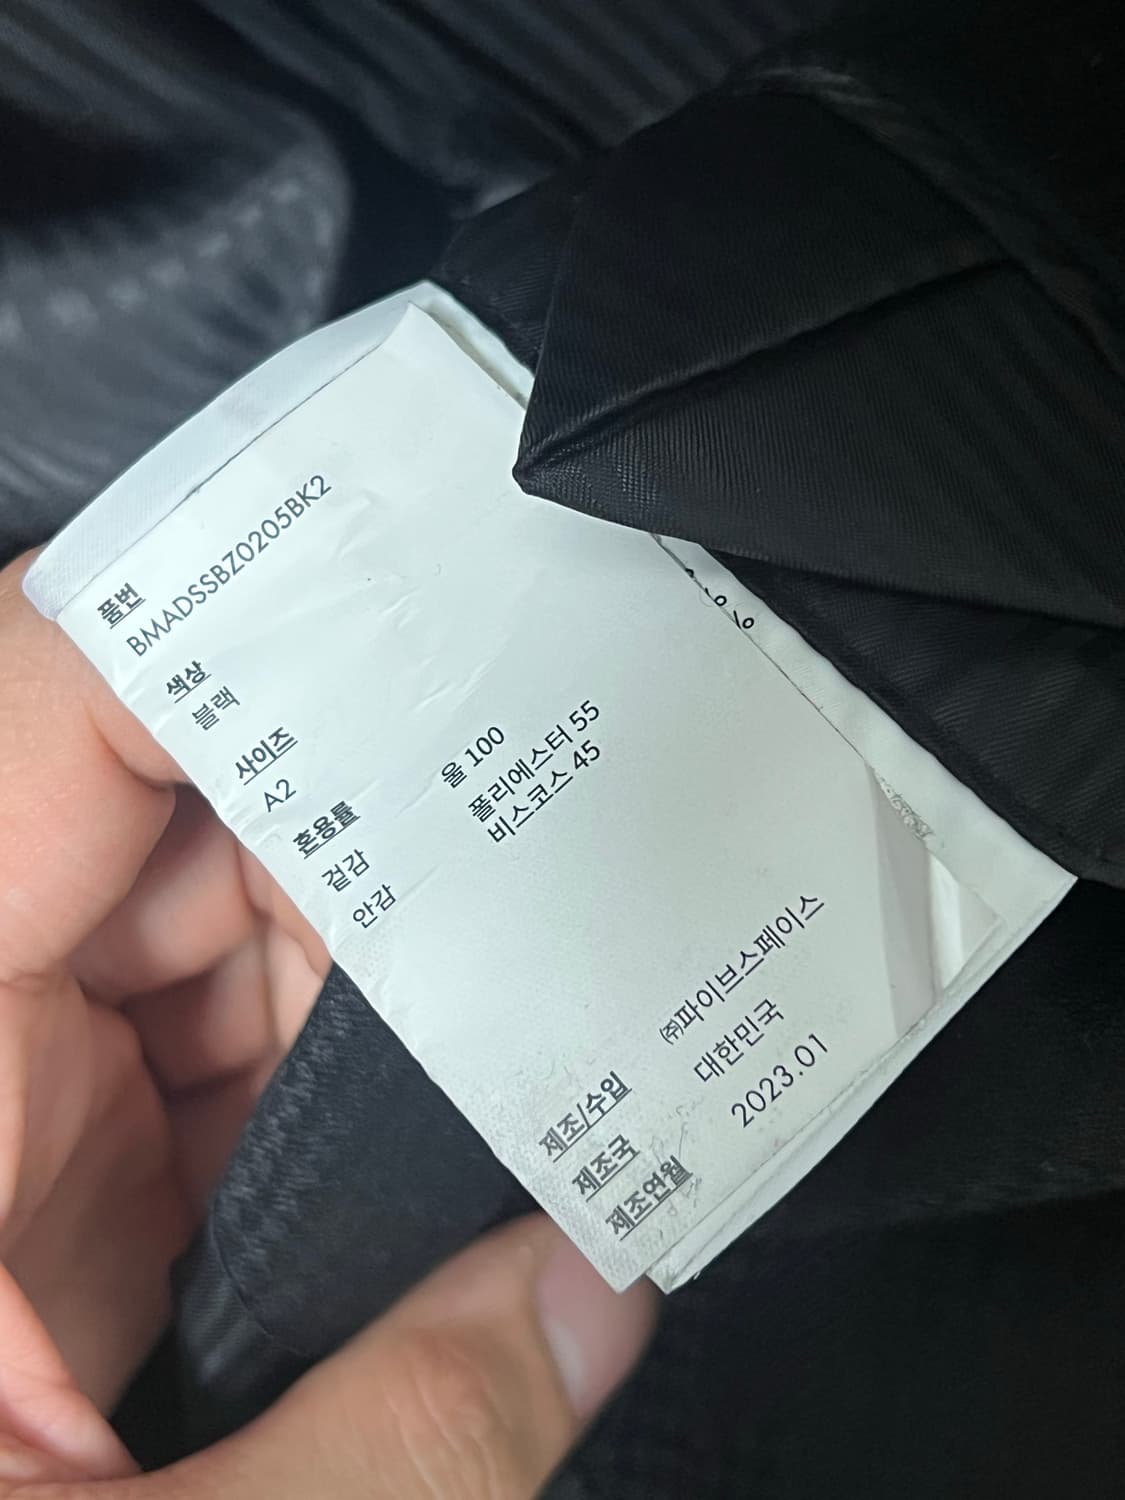 품번
BMADSSBZ0205BK2
색상
블랙
사이즈
A2
혼용률
겉감 울 100
안감 폴리에스터 55
비스코스 45
제조/수입 ㈜파이브스페이스
제조국 대한민국
제조연월 2023.01